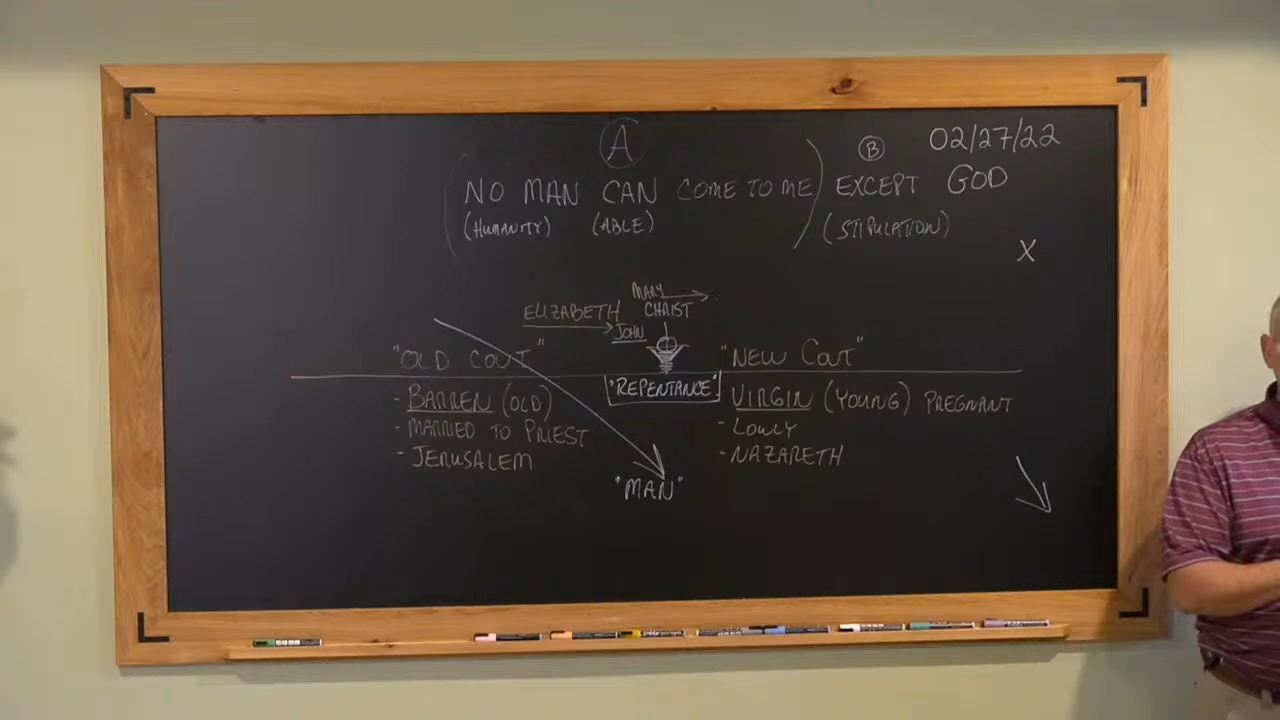 A
B
02/27/22
(NO MAN CAN COME TO ME) EXCEPT GOD
(HUMANITY) (ABLE) (STIPULATION)
X
MARY
ELIZABETH CHRIST
JOHN
"OLD COVT" "NEW COVT"
"REPENTANCE"
- BARREN (OLD)
- MARRIED TO PRIEST
- JERUSALEM
VIRGIN (YOUNG) PREGNANT
- LOWLY
- NAZARETH
"MAN"